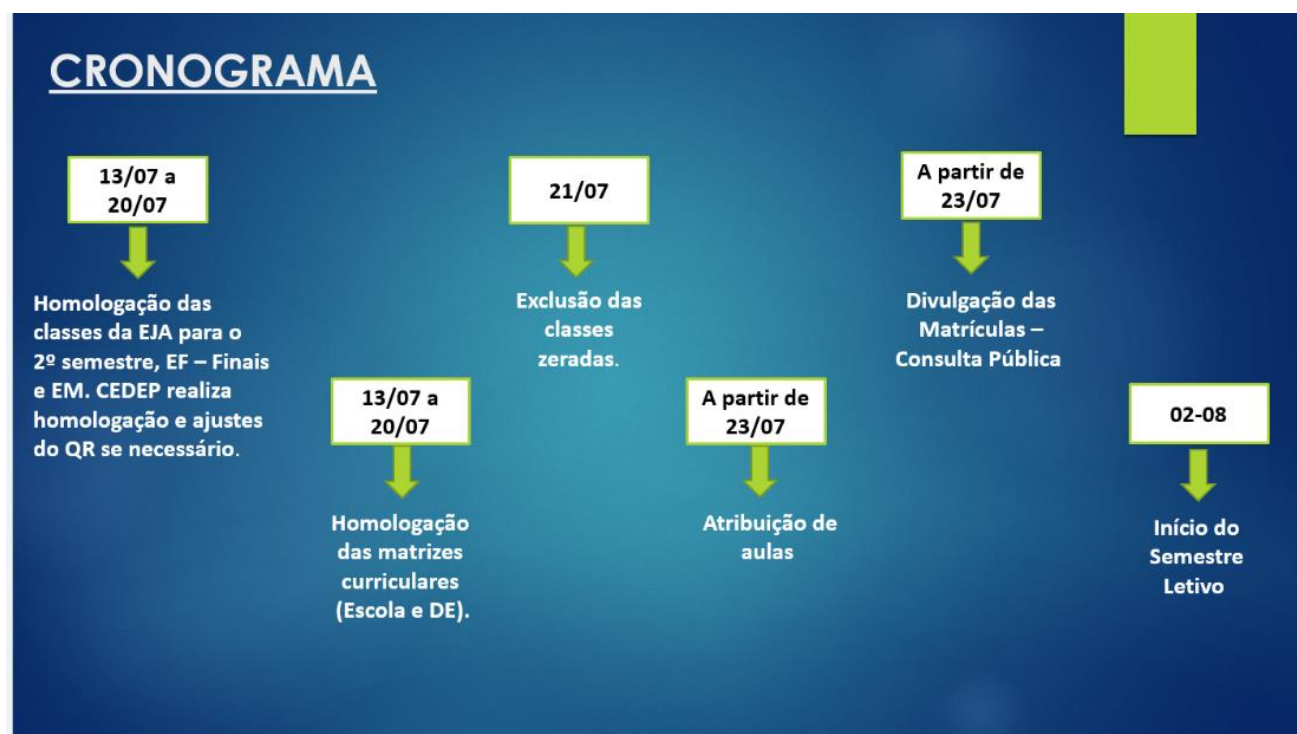 CRONOGRAMA
13/07 a
20/07
Homologação das
classes da EJA para o
2º semestre, EF – Finais
e EM. CEDEP realiza
homologação e ajustes
do QR se necessário.
13/07 a
20/07
Homologação
das matrizes
curriculares
(Escola e DE).
21/07
Exclusão das
classes
zeradas.
A partir de
23/07
Atribuição de
aulas
A partir de
23/07
Divulgação das
Matrículas –
Consulta Pública
02-08
Início do
Semestre
Letivo